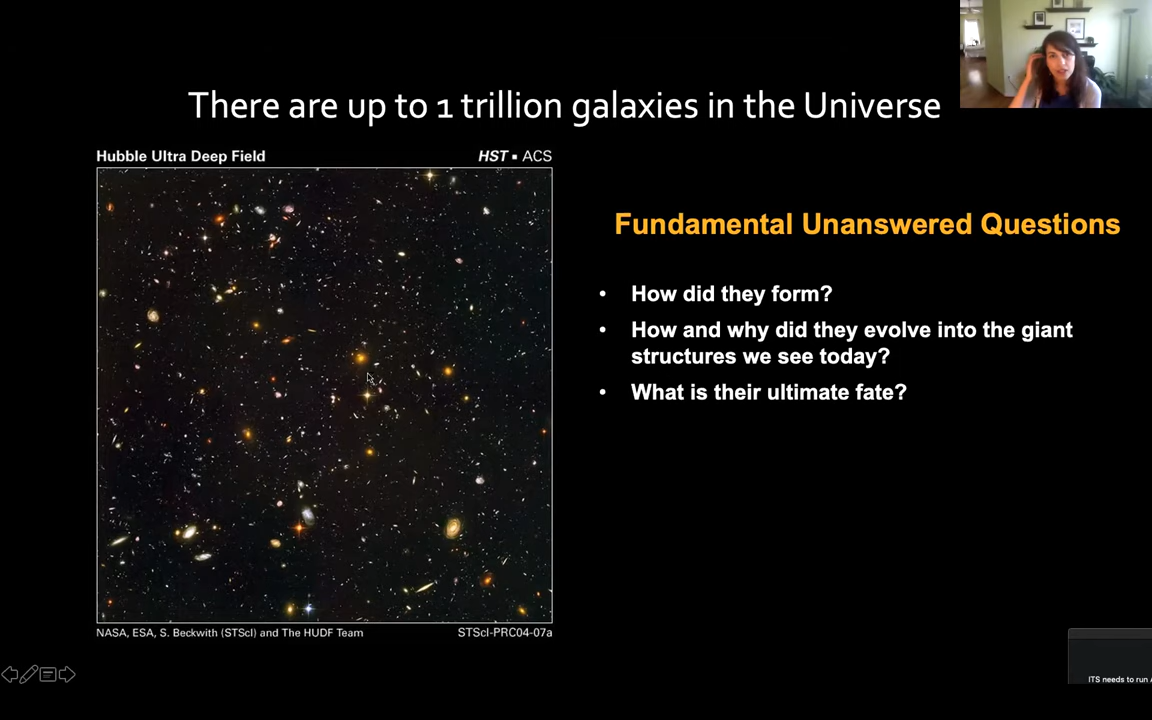 There are up to 1 trillion galaxies in the Universe
Hubble Ultra Deep Field
HST ▪ ACS
Fundamental Unanswered Questions
• How did they form?
• How and why did they evolve into the giant
structures we see today?
• What is their ultimate fate?
NASA, ESA, S. Beckwith (STScI) and The HUDF Team
STScI-PRC04-07a
ITS needs to run